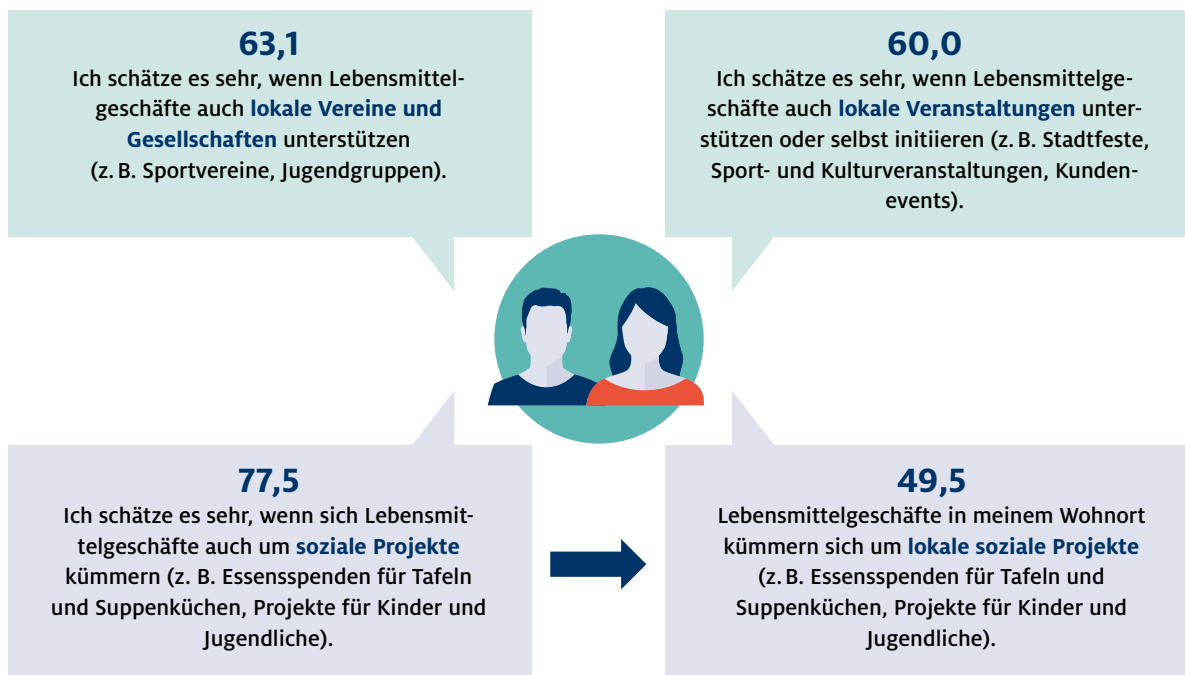 63,1
Ich schätze es sehr, wenn Lebensmittel-
geschäfte auch lokale Vereine und
Gesellschaften unterstützen
(z. B. Sportvereine, Jugendgruppen).
60,0
Ich schätze es sehr, wenn Lebensmittelge-
schäfte auch lokale Veranstaltungen unter-
stützen oder selbst initiieren (z. B. Stadtfeste,
Sport- und Kulturveranstaltungen, Kunden-
events).
77,5
Ich schätze es sehr, wenn sich Lebensmit-
telgeschäfte auch um soziale Projekte
kümmern (z. B. Essensspenden für Tafeln
und Suppenküchen, Projekte für Kinder und
Jugendliche).
49,5
Lebensmittelgeschäfte in meinem Wohnort
kümmern sich um lokale soziale Projekte
(z. B. Essensspenden für Tafeln und
Suppenküchen, Projekte für Kinder und
Jugendliche).